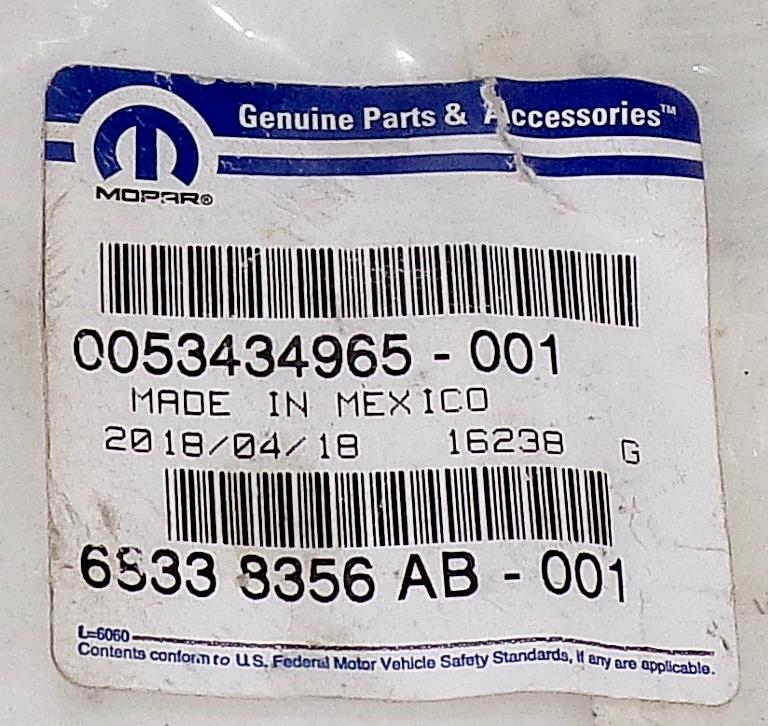 Genuine Parts & Accessories™
MOPAR®
0053434965 - 001
MADE IN MEXICO
2018/04/18 16238 G
6833 8356 AB - 001
L=6060
Contents conform to U.S. Federal Motor Vehicle Safety Standards, if any are applicable.